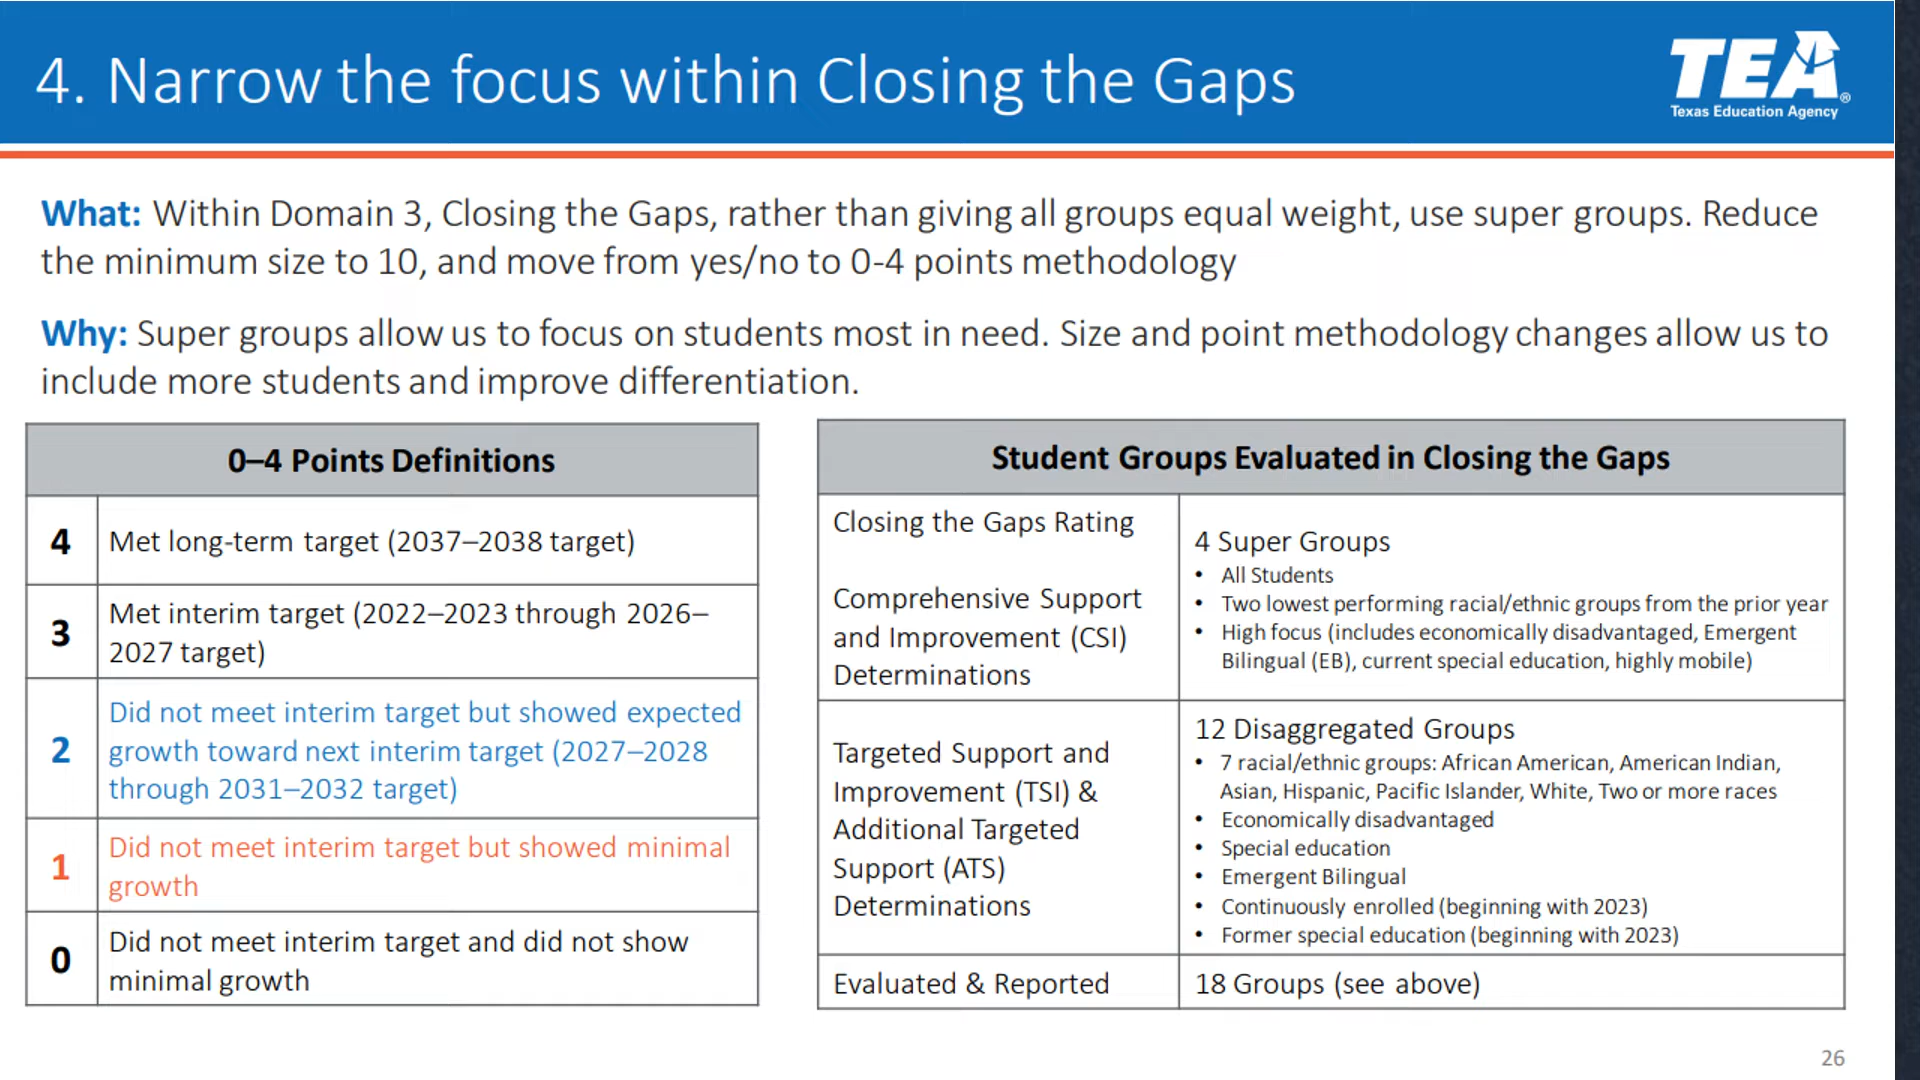 4. Narrow the focus within Closing the Gaps
TEA®
Texas Education Agency
What: Within Domain 3, Closing the Gaps, rather than giving all groups equal weight, use super groups. Reduce
the minimum size to 10, and move from yes/no to 0-4 points methodology
Why: Super groups allow us to focus on students most in need. Size and point methodology changes allow us to
include more students and improve differentiation.
0–4 Points Definitions
4 Met long-term target (2037–2038 target)
3 Met interim target (2022–2023 through 2026–
2027 target)
2 Did not meet interim target but showed expected
growth toward next interim target (2027–2028
through 2031–2032 target)
1 Did not meet interim target but showed minimal
growth
0 Did not meet interim target and did not show
minimal growth
Student Groups Evaluated in Closing the Gaps
Closing the Gaps Rating
Comprehensive Support
and Improvement (CSI)
Determinations
4 Super Groups
• All Students
• Two lowest performing racial/ethnic groups from the prior year
• High focus (includes economically disadvantaged, Emergent
Bilingual (EB), current special education, highly mobile)
Targeted Support and
Improvement (TSI) &
Additional Targeted
Support (ATS)
Determinations
12 Disaggregated Groups
• 7 racial/ethnic groups: African American, American Indian,
Asian, Hispanic, Pacific Islander, White, Two or more races
• Economically disadvantaged
• Special education
• Emergent Bilingual
• Continuously enrolled (beginning with 2023)
• Former special education (beginning with 2023)
Evaluated & Reported
18 Groups (see above)
26